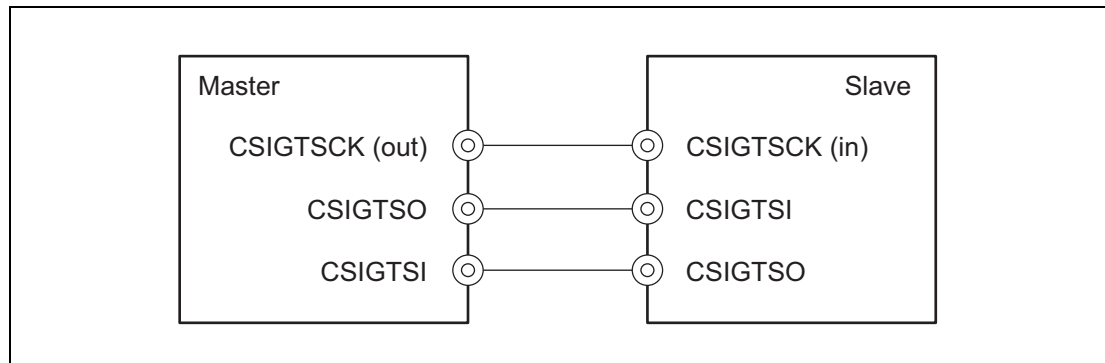 Master
Slave
CSIGTSCK (out)
CSIGTSCK (in)
CSIGTSO
CSIGTSI
CSIGTSI
CSIGTSO